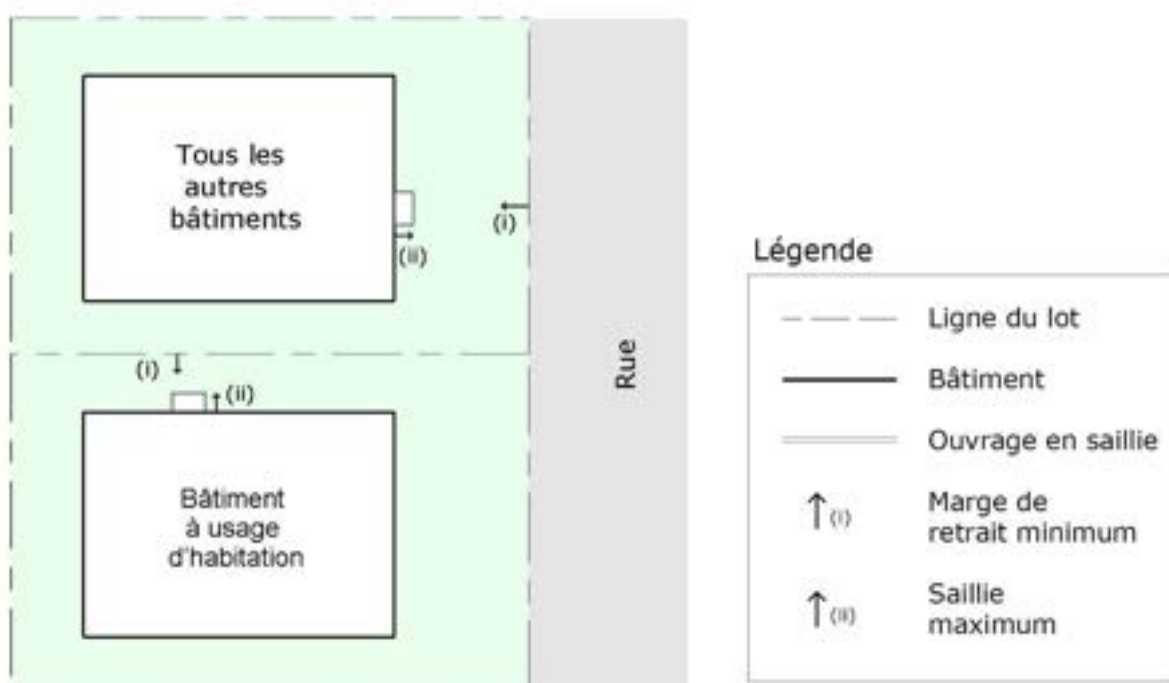 Tous les
autres
bâtiments
(i)
(ii)
(i)
(ii)
Bâtiment
à usage
d'habitation
Rue
Légende
Ligne du lot
Bâtiment
Ouvrage en saillie
(i)
Marge de
retrait minimum
(ii)
Saillie
maximum